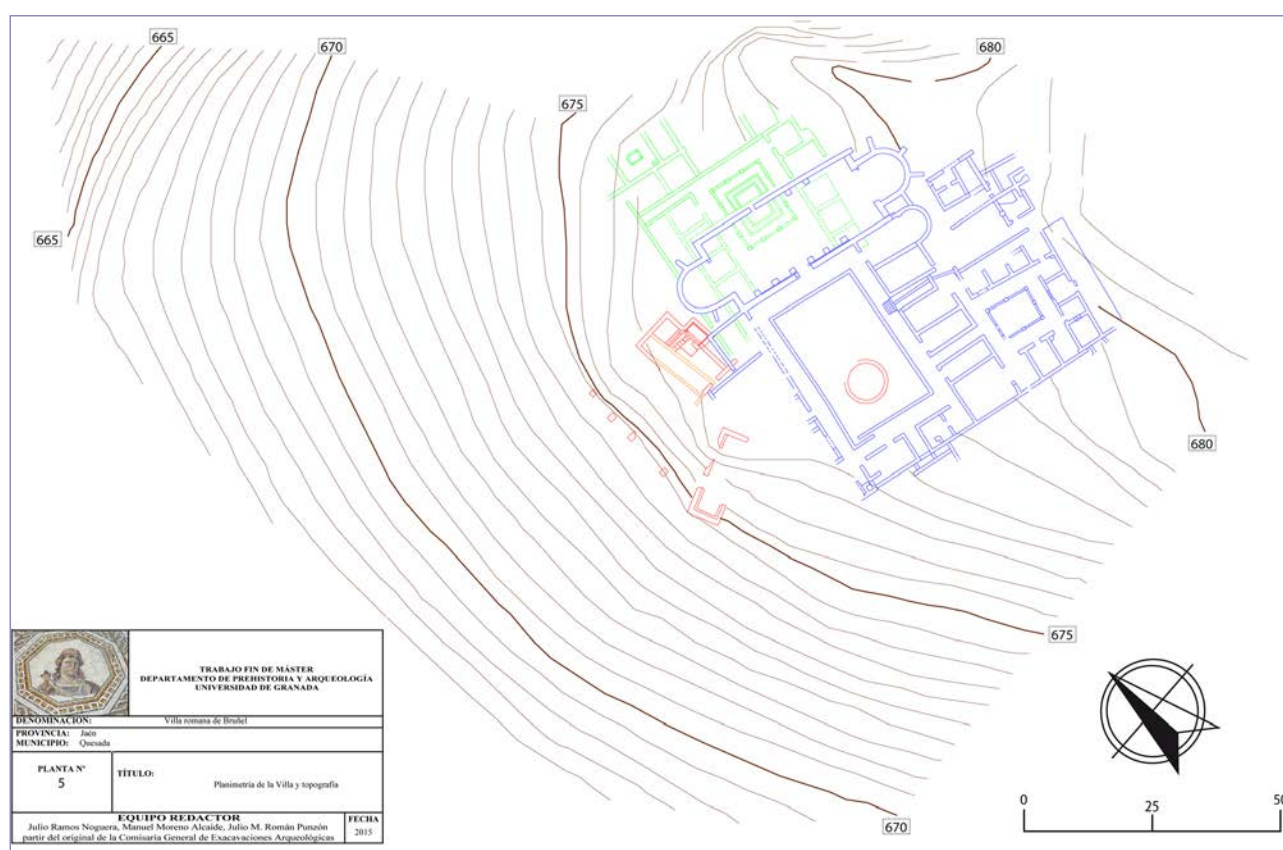 665
670
680
675
665
680
675
670
0
25
50
TRABAJO FIN DE MÁSTER
DEPARTAMENTO DE PREHISTORIA Y ARQUEOLOGÍA
UNIVERSIDAD DE GRANADA
DENOMINACION: Villa romana de Bruñel
PROVINCIA: Jaén
MUNICIPIO: Quesada
PLANTA Nº
5
TÍTULO:
Planimetría de la Villa y topografía
EQUIPO REDACTOR
Julio Ramos Noguera, Manuel Moreno Alcaide, Julio M. Román Punzón
partir del original de la Comisaría General de Exacavaciones Arqueológicas
FECHA
2015